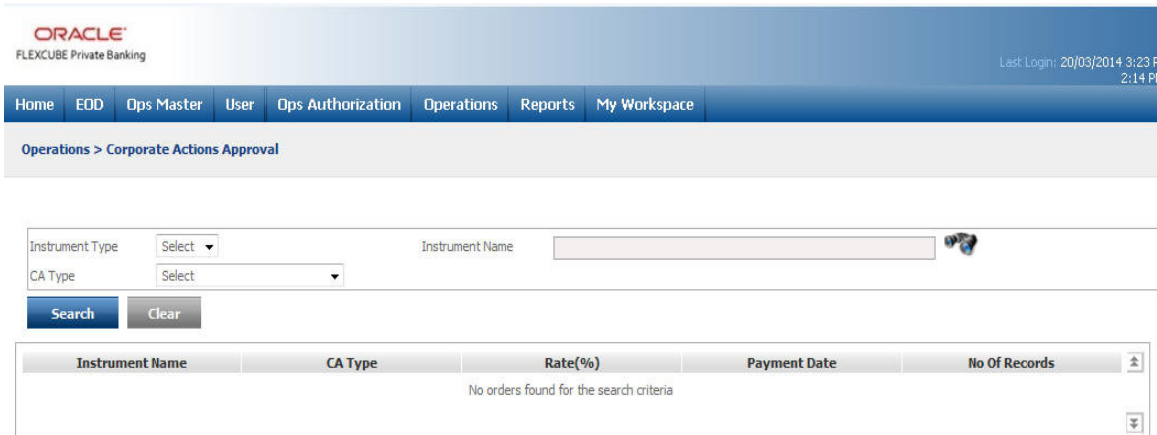 ORACLE
FLEXCUBE Private Banking
Last Login: 20/03/2014 3:23
2:14
Home EOD Ops Master User Ops Authorization Operations Reports My Workspace
Operations > Corporate Actions Approval
Instrument Type Select Instrument Name
CA Type Select
Search Clear
Instrument Name CA Type Rate(%) Payment Date No Of Records
No orders found for the search criteria